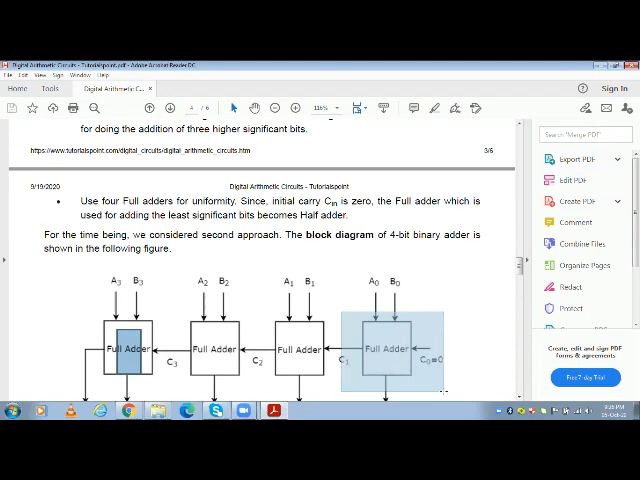 Digital Arithmetic Circuits - Tutorialspoint.pdf - Adobe Acrobat Reader DC
File Edit View Sign Window Help
Home Tools Digital Arithmetic C... × Sign In
4 / 6 116%
for doing the addition of three higher significant bits.
https://www.tutorialspoint.com/digital_circuits/digital_arithmetic_circuits.htm 3/6
9/19/2020 Digital Arithmetic Circuits - Tutorialspoint
• Use four Full adders for uniformity. Since, initial carry Cin is zero, the Full adder which is
used for adding the least significant bits becomes Half adder.
For the time being, we considered second approach. The block diagram of 4-bit binary adder is
shown in the following figure.
A3 B3 A2 B2 A1 B1 A0 B0
Full Adder Full Adder Full Adder Full Adder
C3 C2 C1 C0=0
Search 'Merge PDF'
Export PDF
Edit PDF
Create PDF
Comment
Combine Files
Organize Pages
Redact
Protect
Create, edit and sign PDF
forms & agreements
Free 7-day Trial